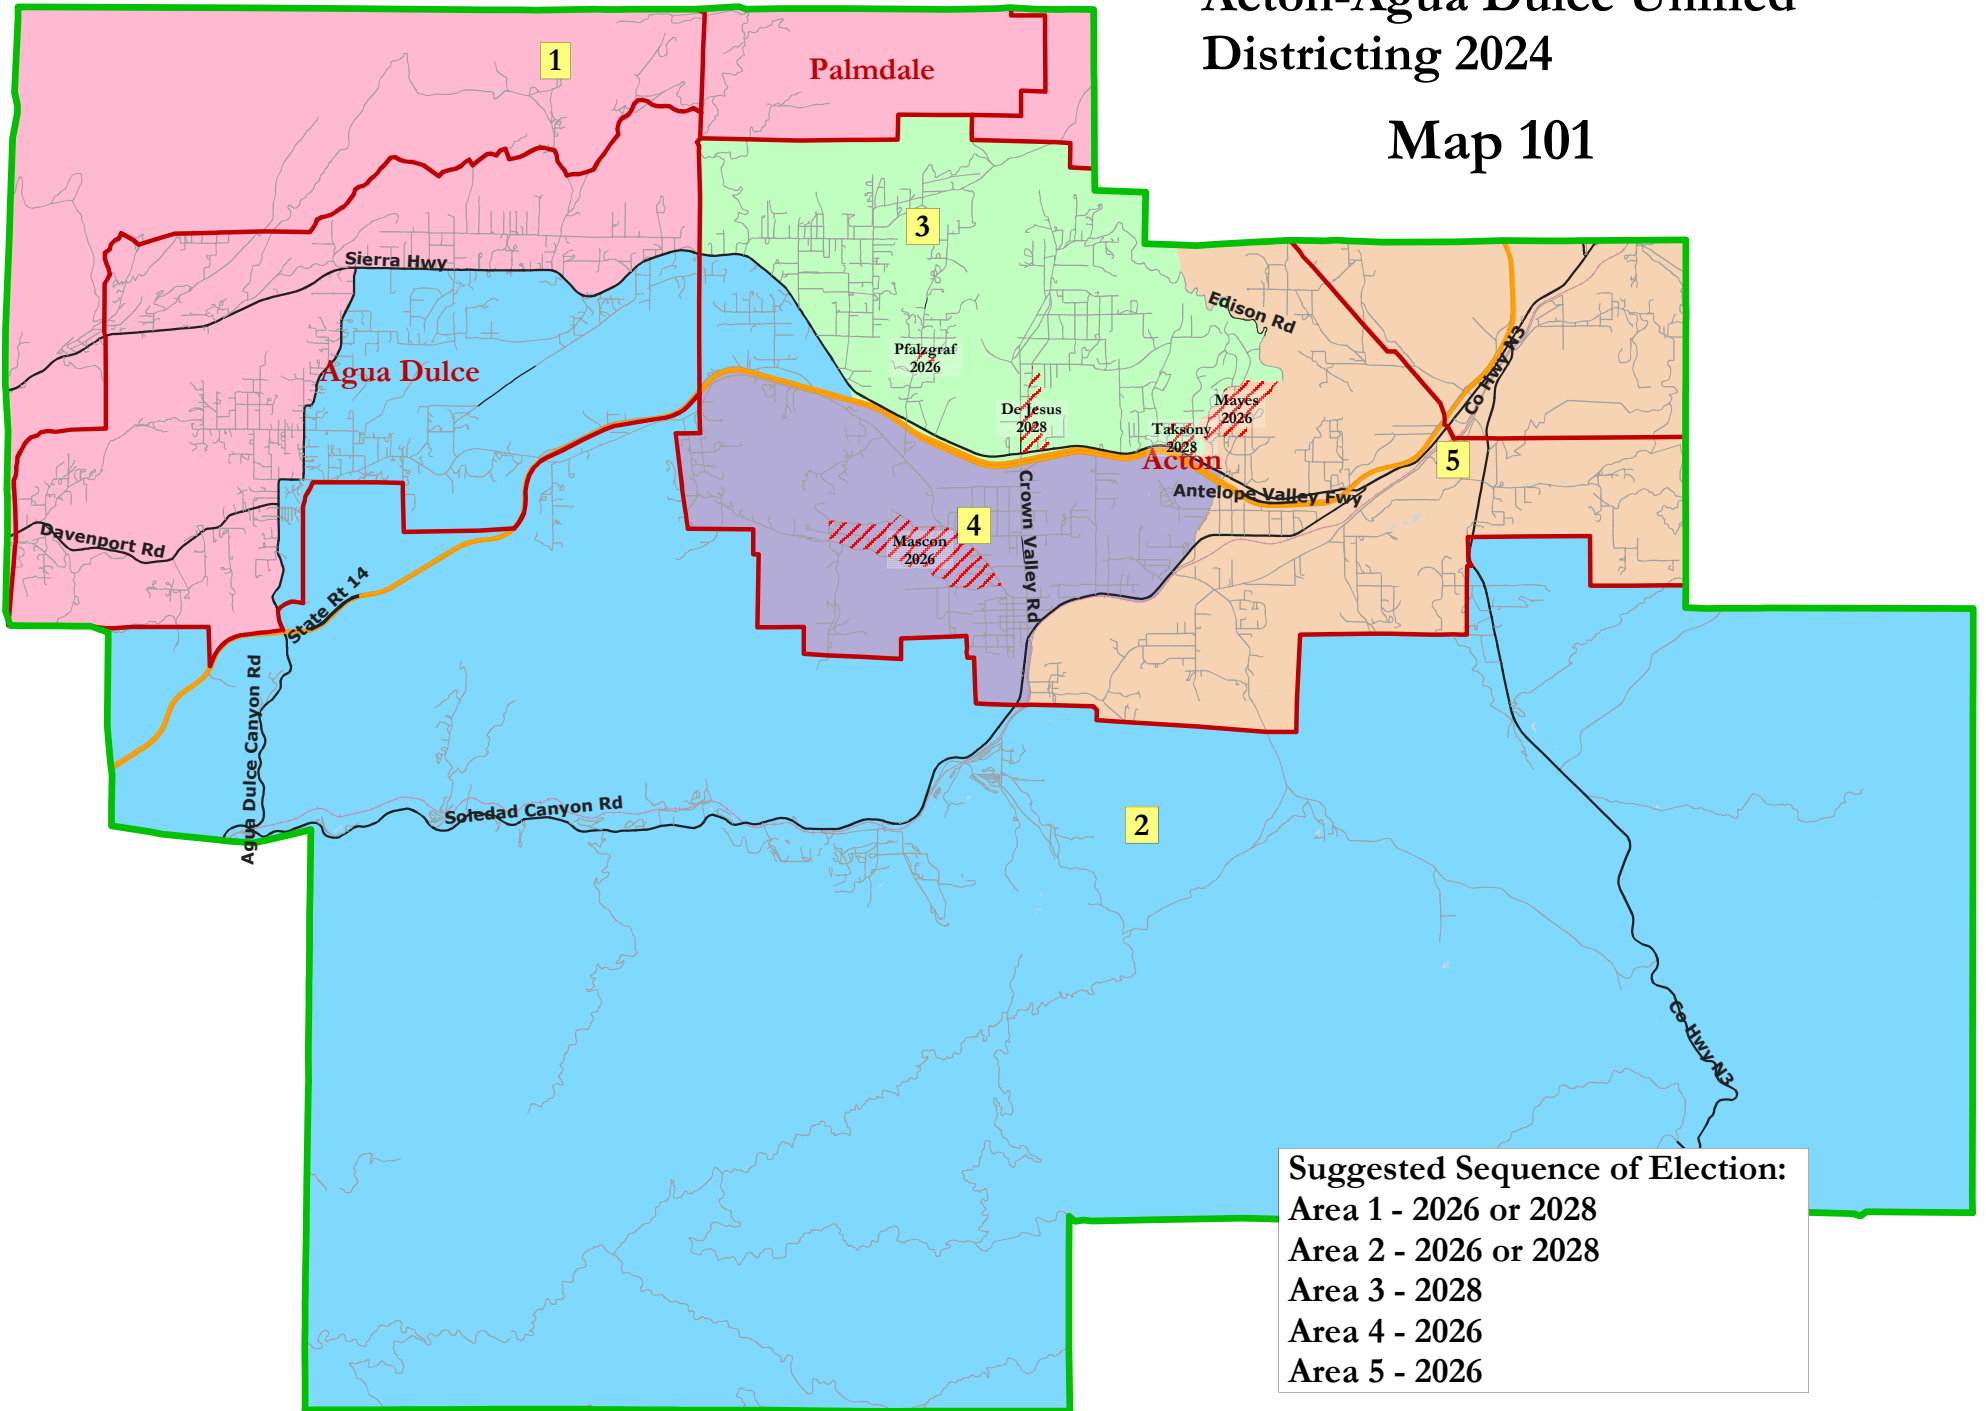 Acton-Agua Dulce Unified
Districting 2024
Map 101
1
Palmdale
3
Sierra Hwy
Edison Rd
Co Hwy N3
Pfalzgraf
2026
Agua Dulce
Mayes
2026
De Jesus
2028
Taksony
2028
Acton
5
Antelope Valley Fwy
Crown Valley Rd
4
Mascon
2026
Davenport Rd
State Rt 14
Agua Dulce Canyon Rd
Soledad Canyon Rd
2
Co Hwy N3
Suggested Sequence of Election:
Area 1 - 2026 or 2028
Area 2 - 2026 or 2028
Area 3 - 2028
Area 4 - 2026
Area 5 - 2026